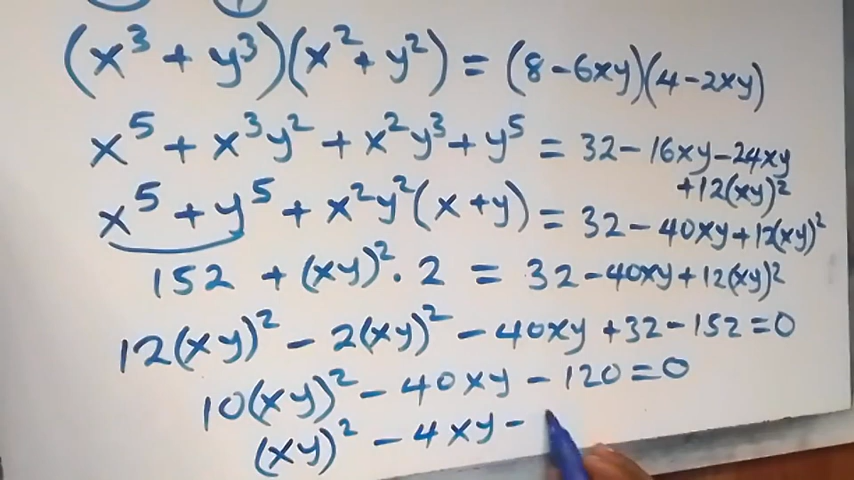 (x³ + y³)(x² + y²) = (8 - 6xy)(4 - 2xy)
x⁵ + x³y² + x²y³ + y⁵ = 32 - 16xy - 24xy
+ 12(xy)²
x⁵ + y⁵ + x²y²(x + y) = 32 - 40xy + 12(xy)²
152 + (xy)² · 2 = 32 - 40xy + 12(xy)²
12(xy)² - 2(xy)² - 40xy + 32 - 152 = 0
10(xy)² - 40xy - 120 = 0
(xy)² - 4xy -